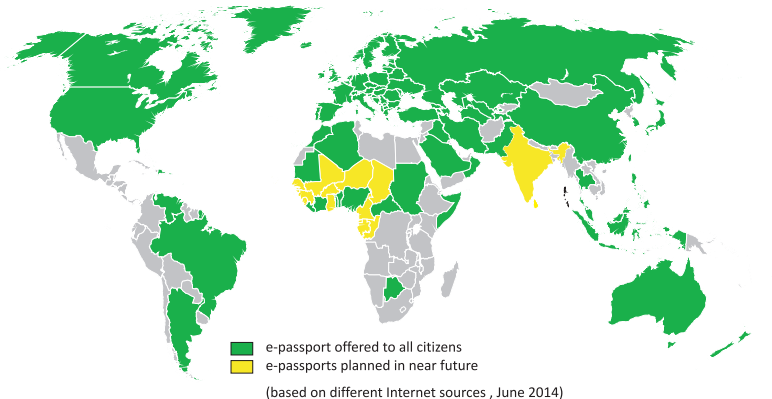 e-passport offered to all citizens
e-passports planned in near future
(based on different Internet sources , June 2014)